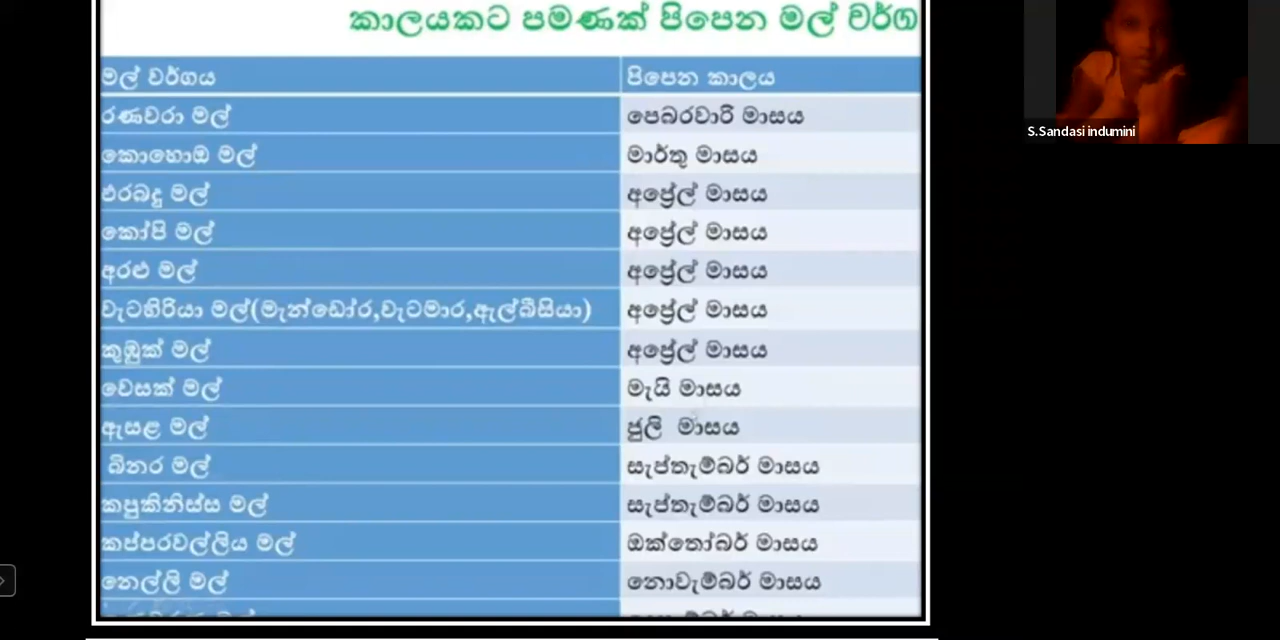 කාලයකට පමණක් පිපෙන මල් වර්ග
මල් වර්ගය පිපෙන කාලය
රණවරා මල් පෙබරවාරි මාසය
කොහොඹ මල් මාර්තු මාසය
එරබදු මල් අප්‍රේල් මාසය
කෝපි මල් අප්‍රේල් මාසය
අරළු මල් අප්‍රේල් මාසය
වැටහිරියා මල්(මැන්ඩෝර,වැටමාර,ඇල්බීසියා) අප්‍රේල් මාසය
කුඹුක් මල් අප්‍රේල් මාසය
වෙසක් මල් මැයි මාසය
ඇසළ මල් ජුලි මාසය
බිනර මල් සැප්තැම්බර් මාසය
කපුකිනිස්ස මල් සැප්තැම්බර් මාසය
කප්පරවල්ලිය මල් ඔක්තෝබර් මාසය
නෙල්ලි මල් නොවැම්බර් මාසය
S.Sandasi indumini